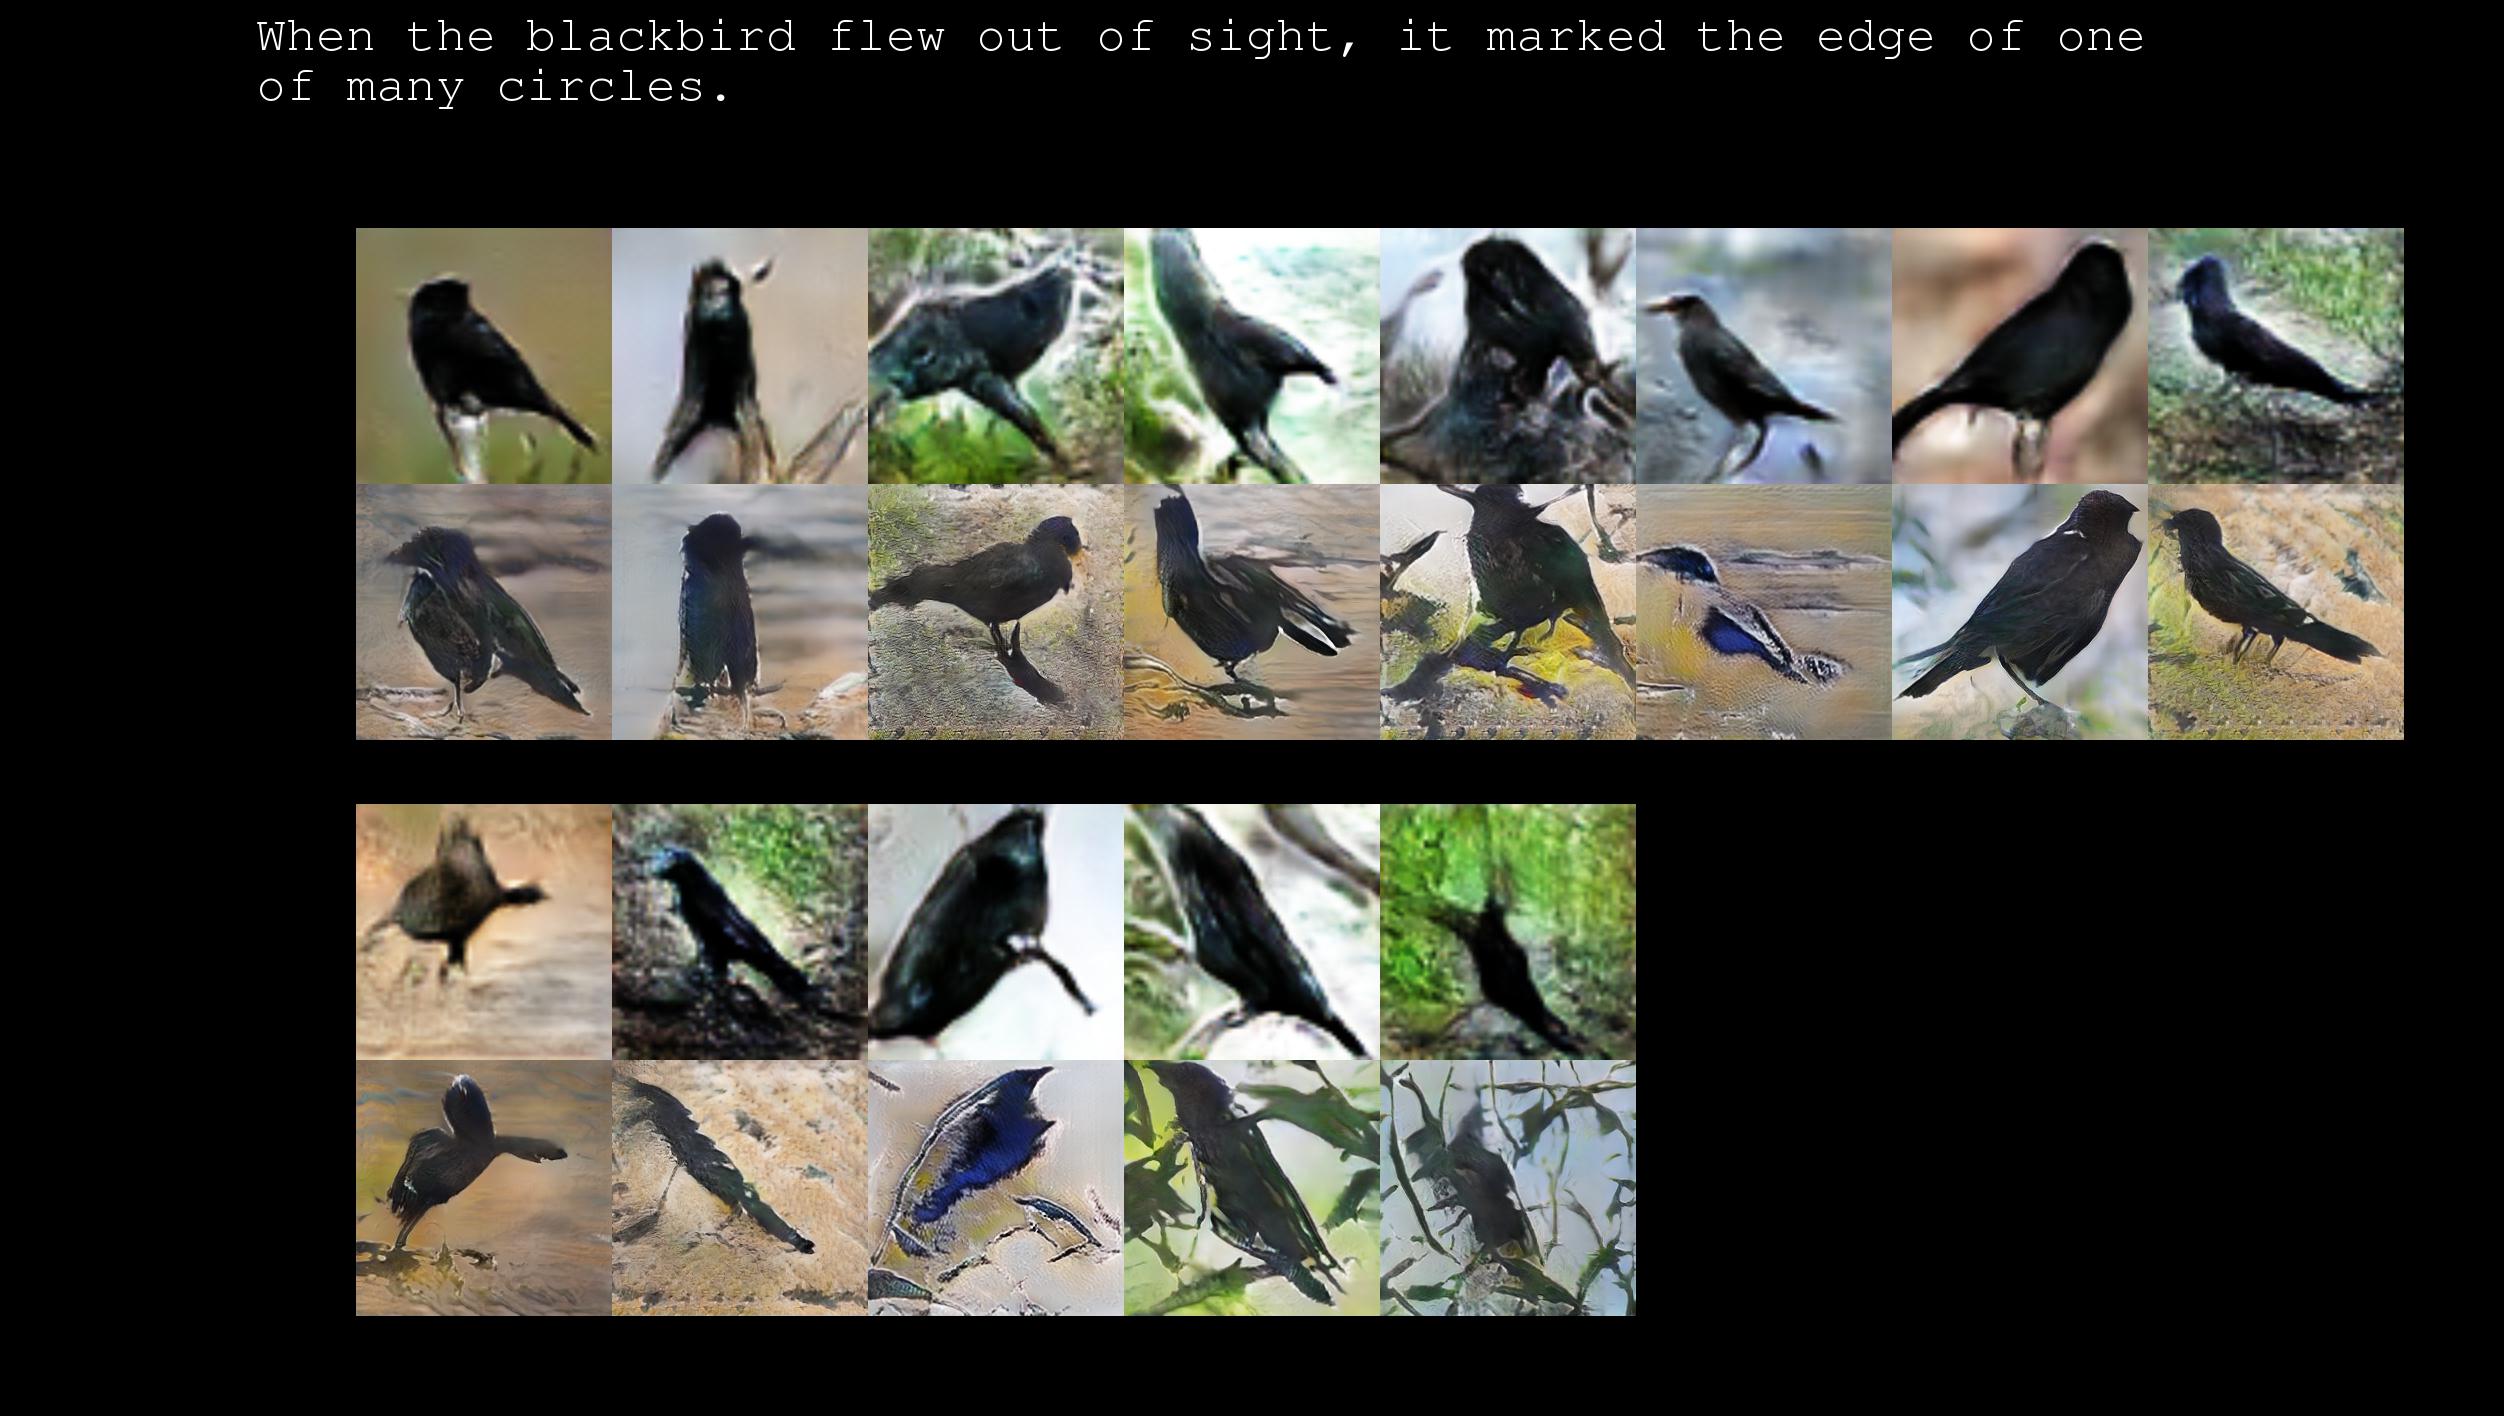 When the blackbird flew out of sight, it marked the edge of one
of many circles.